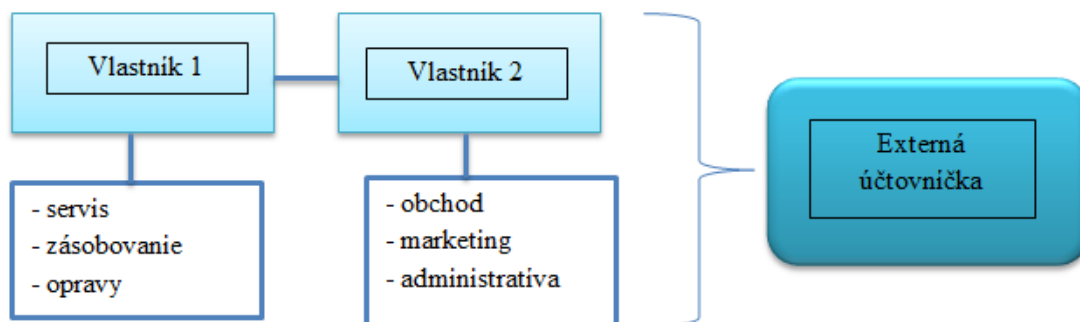 Vlastník 1
Vlastník 2
- servis
- zásobovanie
- opravy
- obchod
- marketing
- administratíva
Externá
účtovníčka